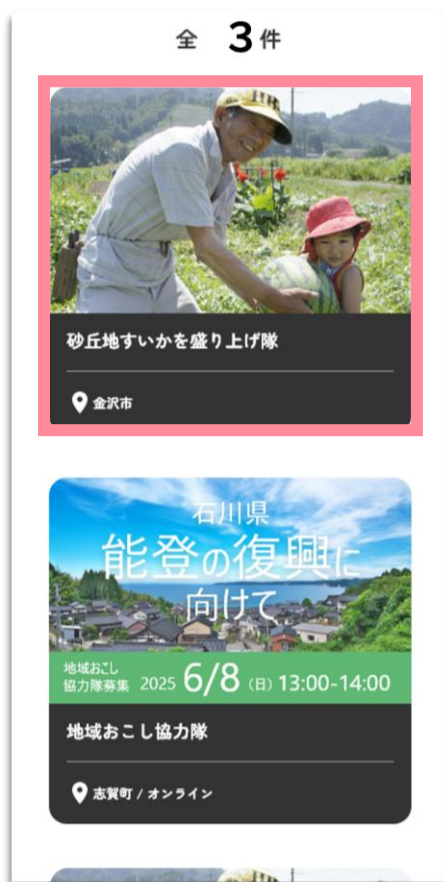 全 3 件
砂丘地すいかを盛り上げ隊
金沢市
石川県
能登の復興に
向けて
地域おこし
協力隊募集 2025 6/8 (日) 13:00-14:00
地域おこし協力隊
志賀町 / オンライン